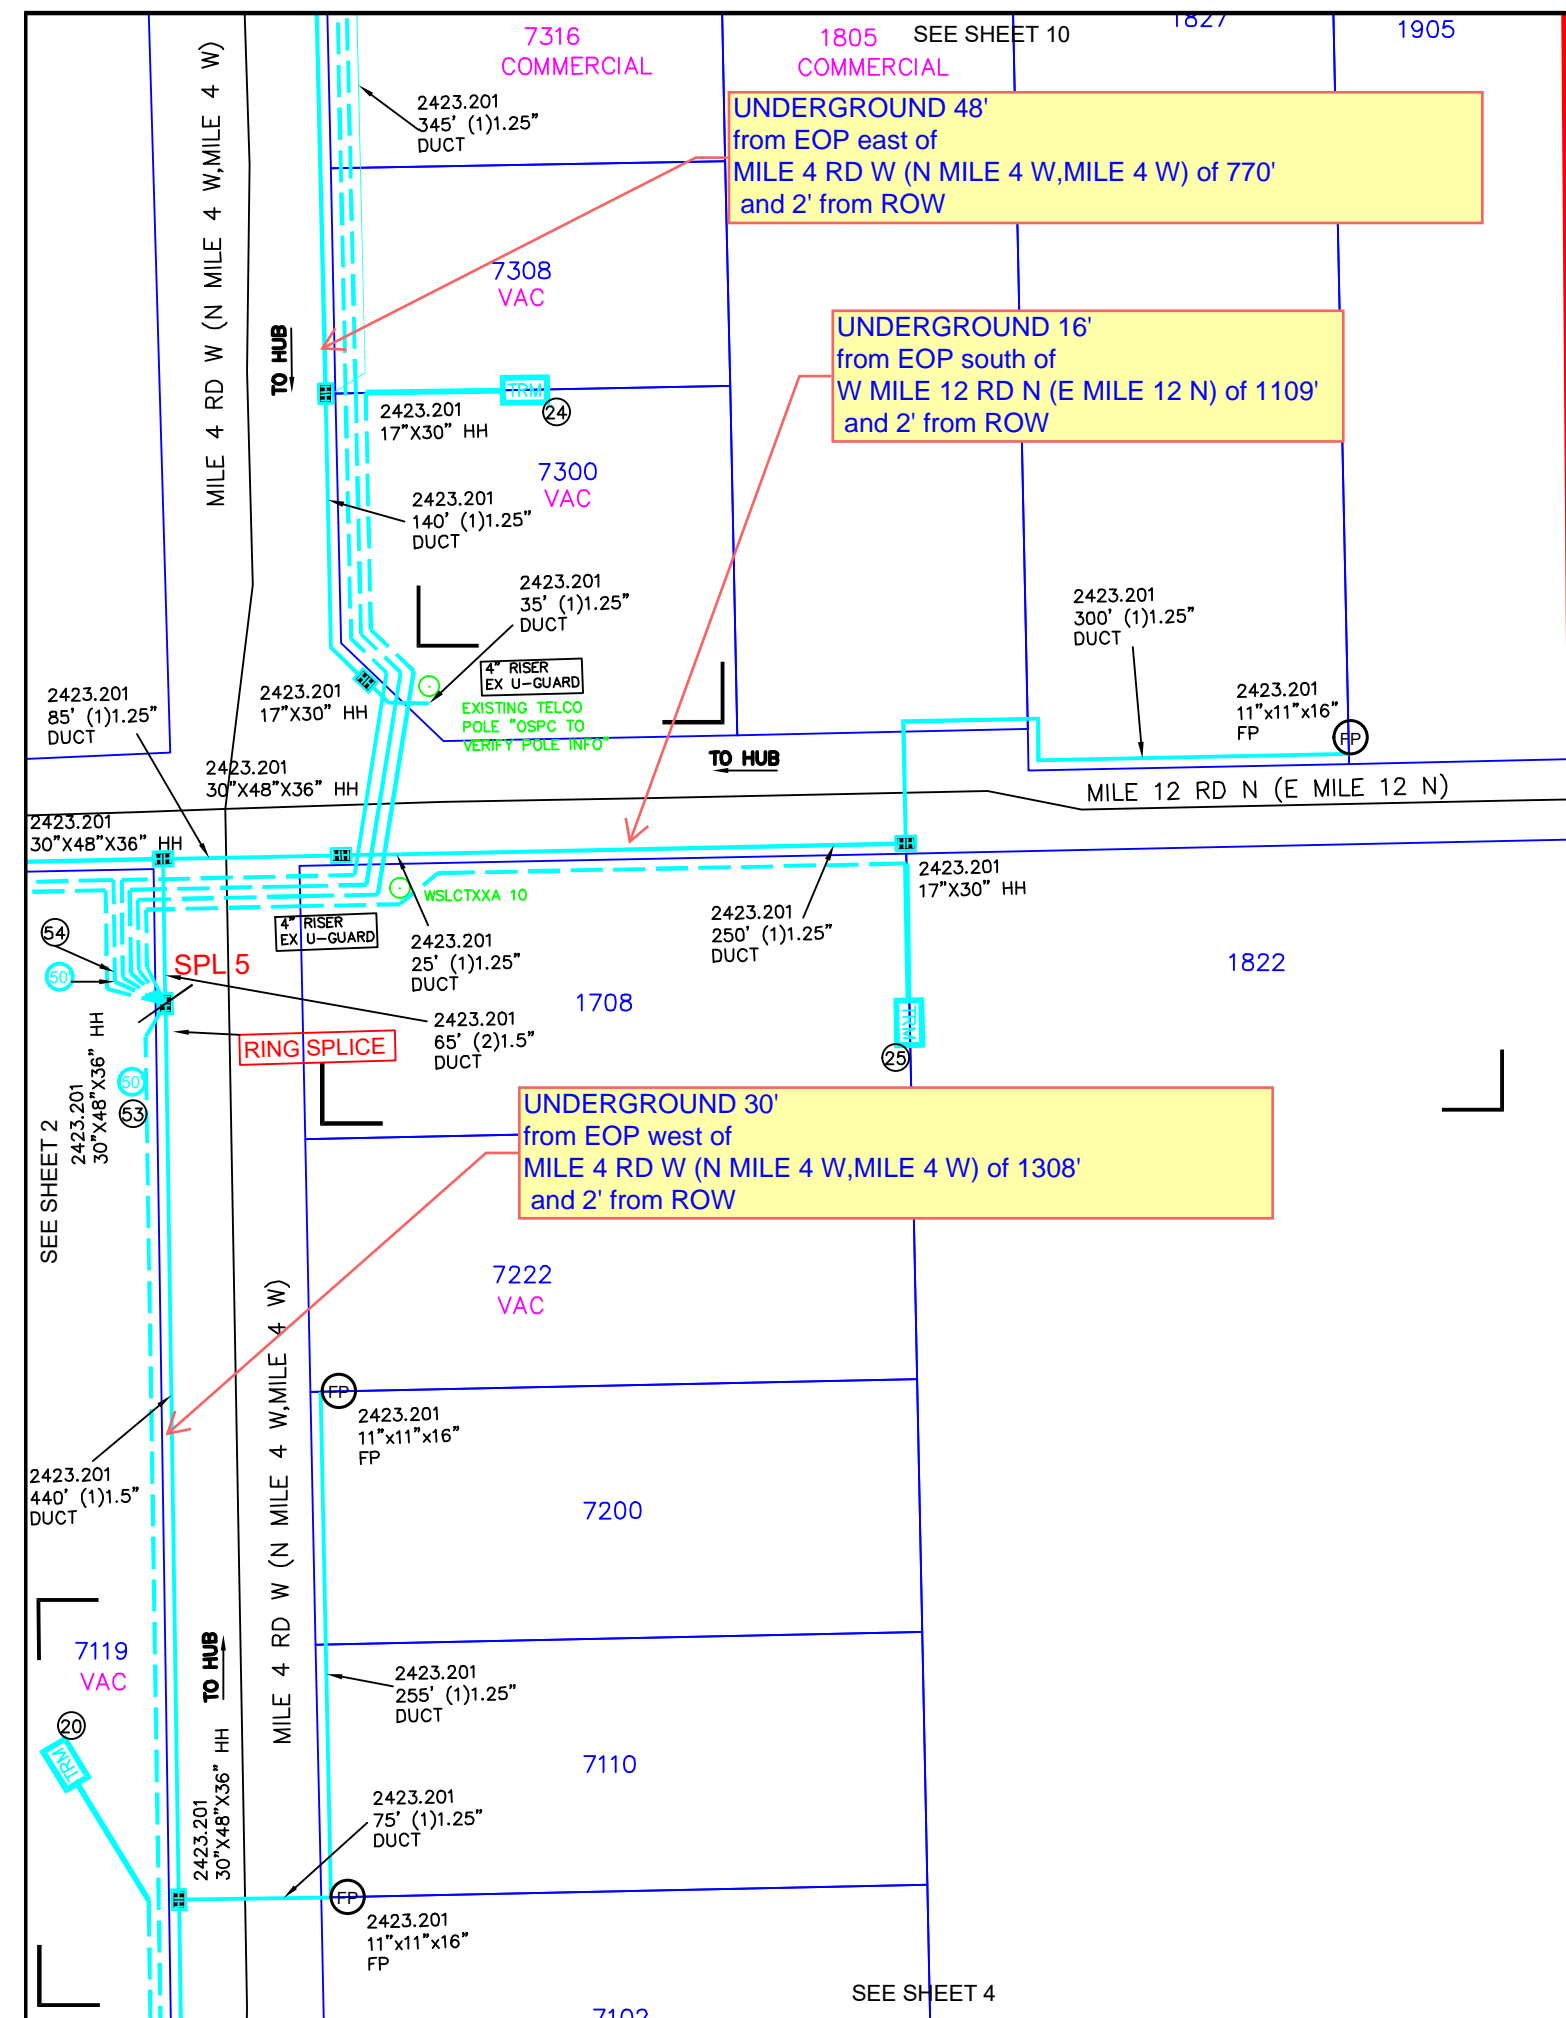 SEE SHEET 10
7316
COMMERCIAL
1805
COMMERCIAL
1827
1905
MILE 4 RD W (N MILE 4 W,MILE 4 W)
2423.201
345' (1)1.25"
DUCT
UNDERGROUND 48'
from EOP east of
MILE 4 RD W (N MILE 4 W,MILE 4 W) of 770'
and 2' from ROW
7308
VAC
TO HUB
UNDERGROUND 16'
from EOP south of
W MILE 12 RD N (E MILE 12 N) of 1109'
and 2' from ROW
TRM
24
2423.201
17"X30" HH
7300
VAC
2423.201
140' (1)1.25"
DUCT
2423.201
35' (1)1.25"
DUCT
2423.201
300' (1)1.25"
DUCT
4" RISER
EX U-GUARD
2423.201
85' (1)1.25"
DUCT
2423.201
17"X30" HH
EXISTING TELCO
POLE "OSPC TO
VERIFY POLE INFO"
2423.201
11"x11"x16"
FP
FP
TO HUB
2423.201
30"X48"X36" HH
MILE 12 RD N (E MILE 12 N)
2423.201
30"X48"X36" HH
WSLCTXXA 10
2423.201
17"X30" HH
4" RISER
EX U-GUARD
2423.201
25' (1)1.25"
DUCT
2423.201
250' (1)1.25"
DUCT
54
50'
SPL 5
1822
1708
2423.201
65' (2)1.5"
DUCT
RING SPLICE
TRM
25
2423.201
30"X48"X36" HH
50'
53
SEE SHEET 2
UNDERGROUND 30'
from EOP west of
MILE 4 RD W (N MILE 4 W,MILE 4 W) of 1308'
and 2' from ROW
7222
VAC
MILE 4 RD W (N MILE 4 W,MILE 4 W)
FP
2423.201
11"x11"x16"
FP
2423.201
440' (1)1.5"
DUCT
7200
7119
VAC
TO HUB
2423.201
255' (1)1.25"
DUCT
20
TRM
7110
2423.201
30"X48"X36" HH
2423.201
75' (1)1.25"
DUCT
FP
2423.201
11"x11"x16"
FP
SEE SHEET 4
7102